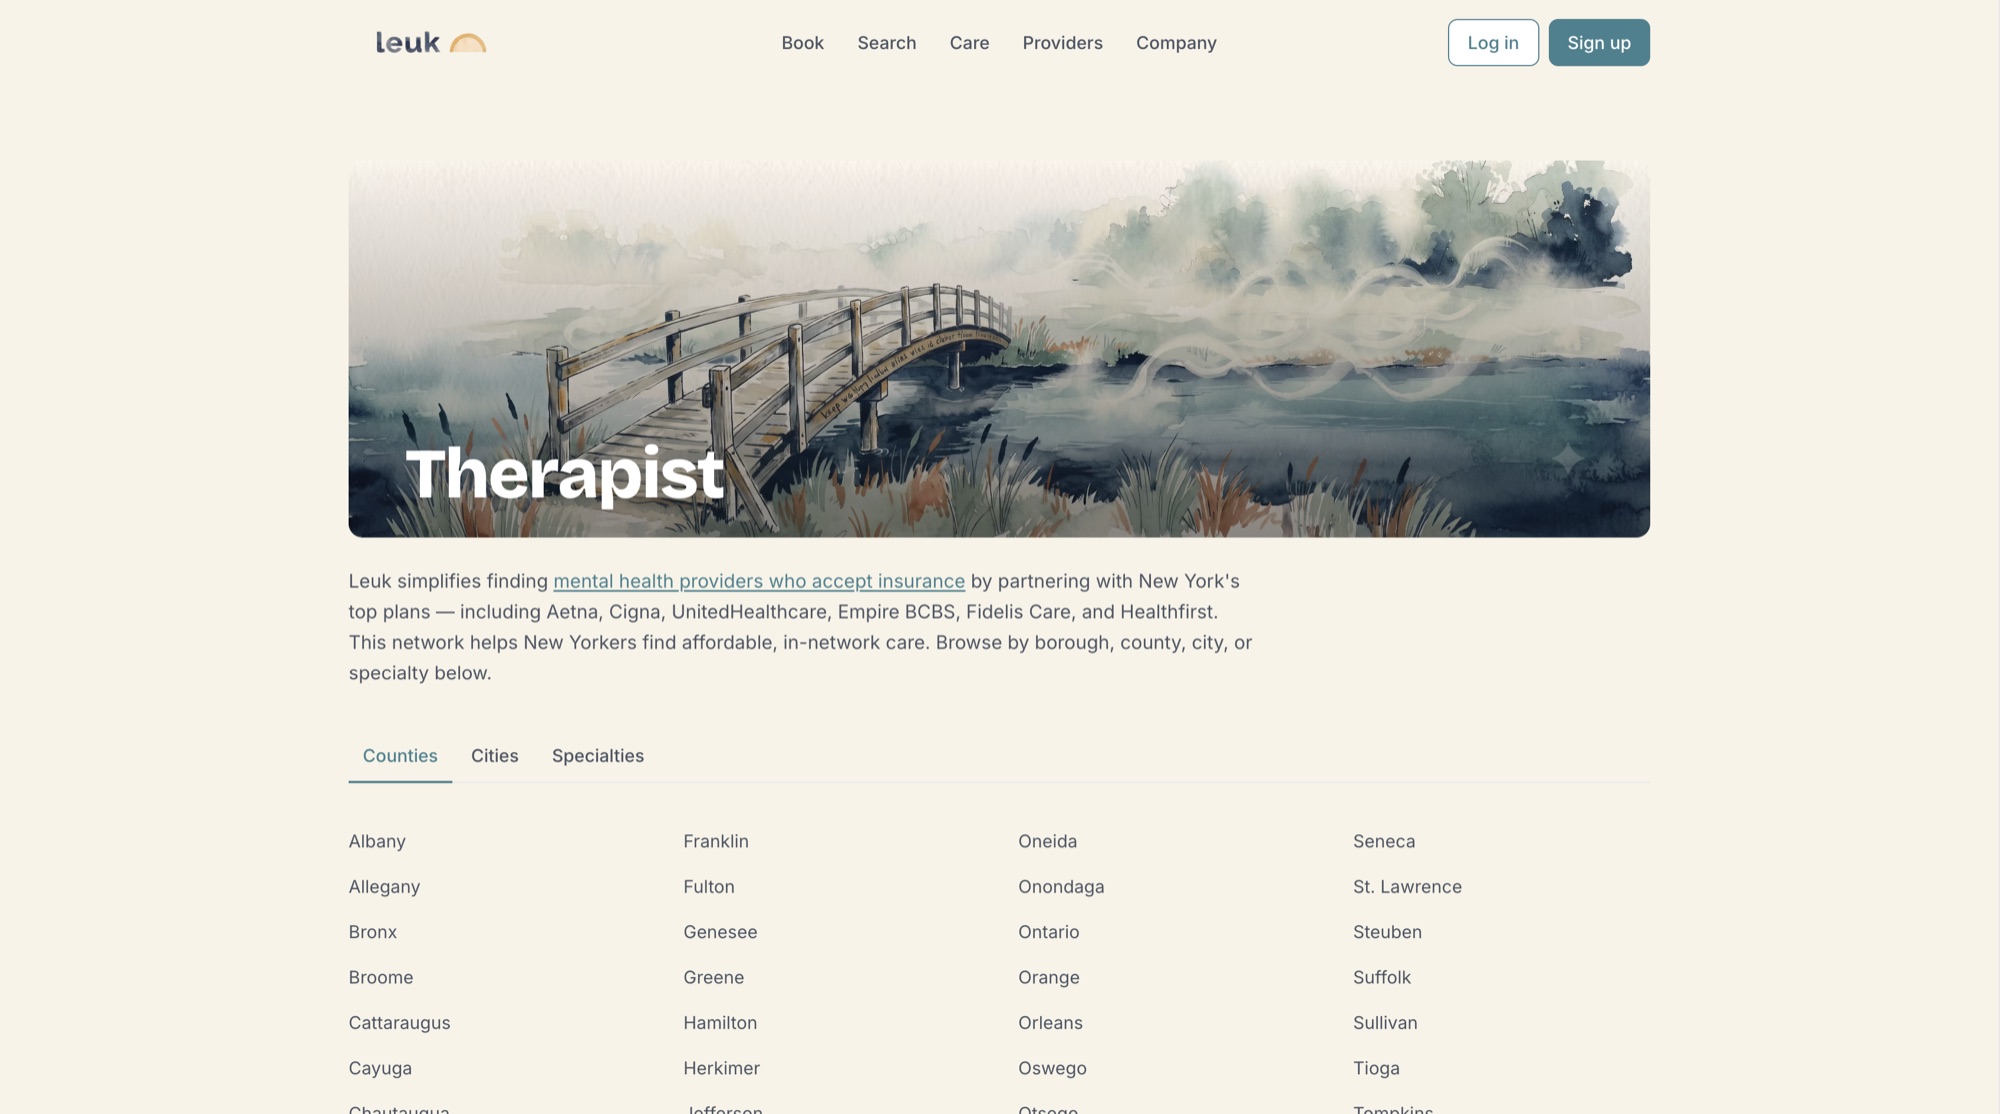 leuk
Book Search Care Providers Company
Log in Sign up
Therapist
Leuk simplifies finding mental health providers who accept insurance by partnering with New York's
top plans — including Aetna, Cigna, UnitedHealthcare, Empire BCBS, Fidelis Care, and Healthfirst.
This network helps New Yorkers find affordable, in-network care. Browse by borough, county, city, or
specialty below.
Counties Cities Specialties
Albany Franklin Oneida Seneca
Allegany Fulton Onondaga St. Lawrence
Bronx Genesee Ontario Steuben
Broome Greene Orange Suffolk
Cattaraugus Hamilton Orleans Sullivan
Cayuga Herkimer Oswego Tioga
Chautauqua Jefferson Otsego Tompkins